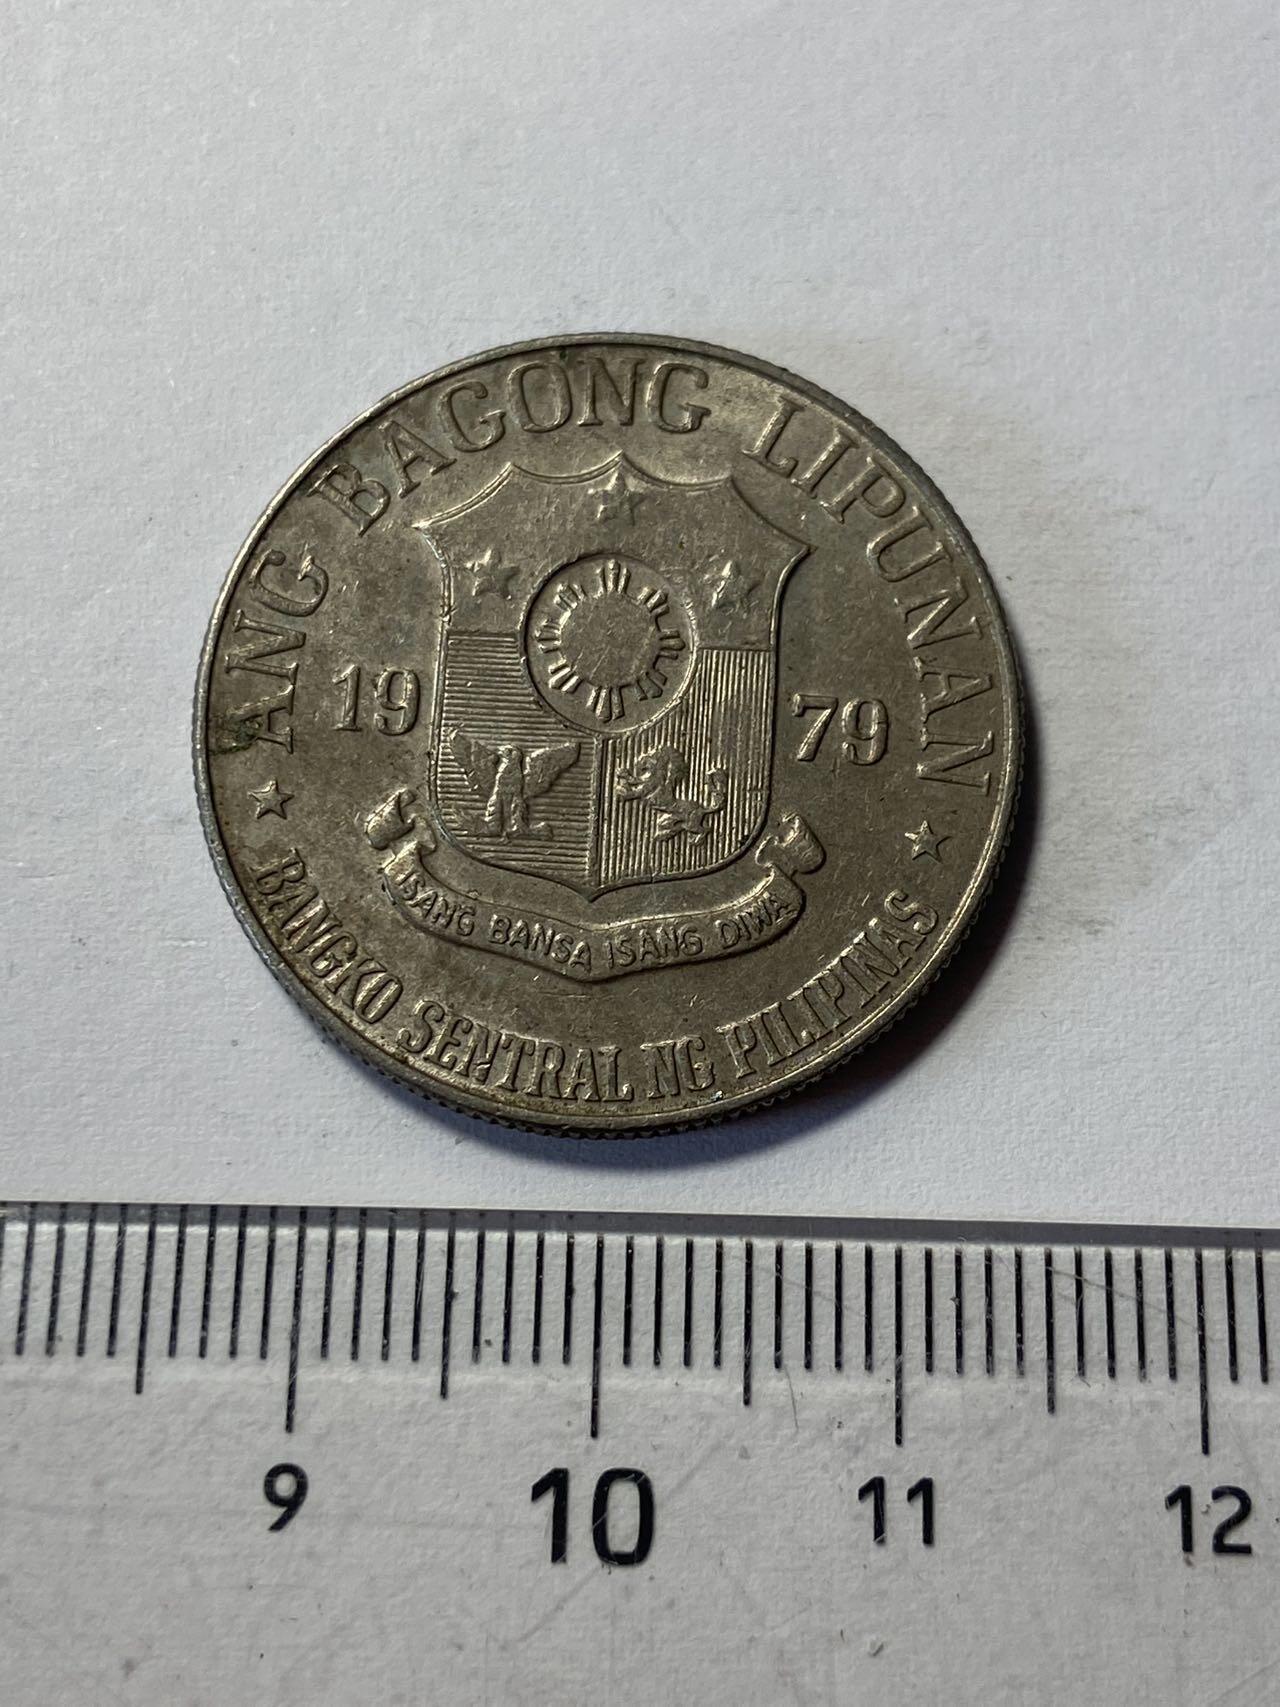 ANG BAGONG LIPUNAN
19 79
ISANG BANSA ISANG DIWA
BANGKO SENTRAL NG PILIPINAS
9 10 11 12